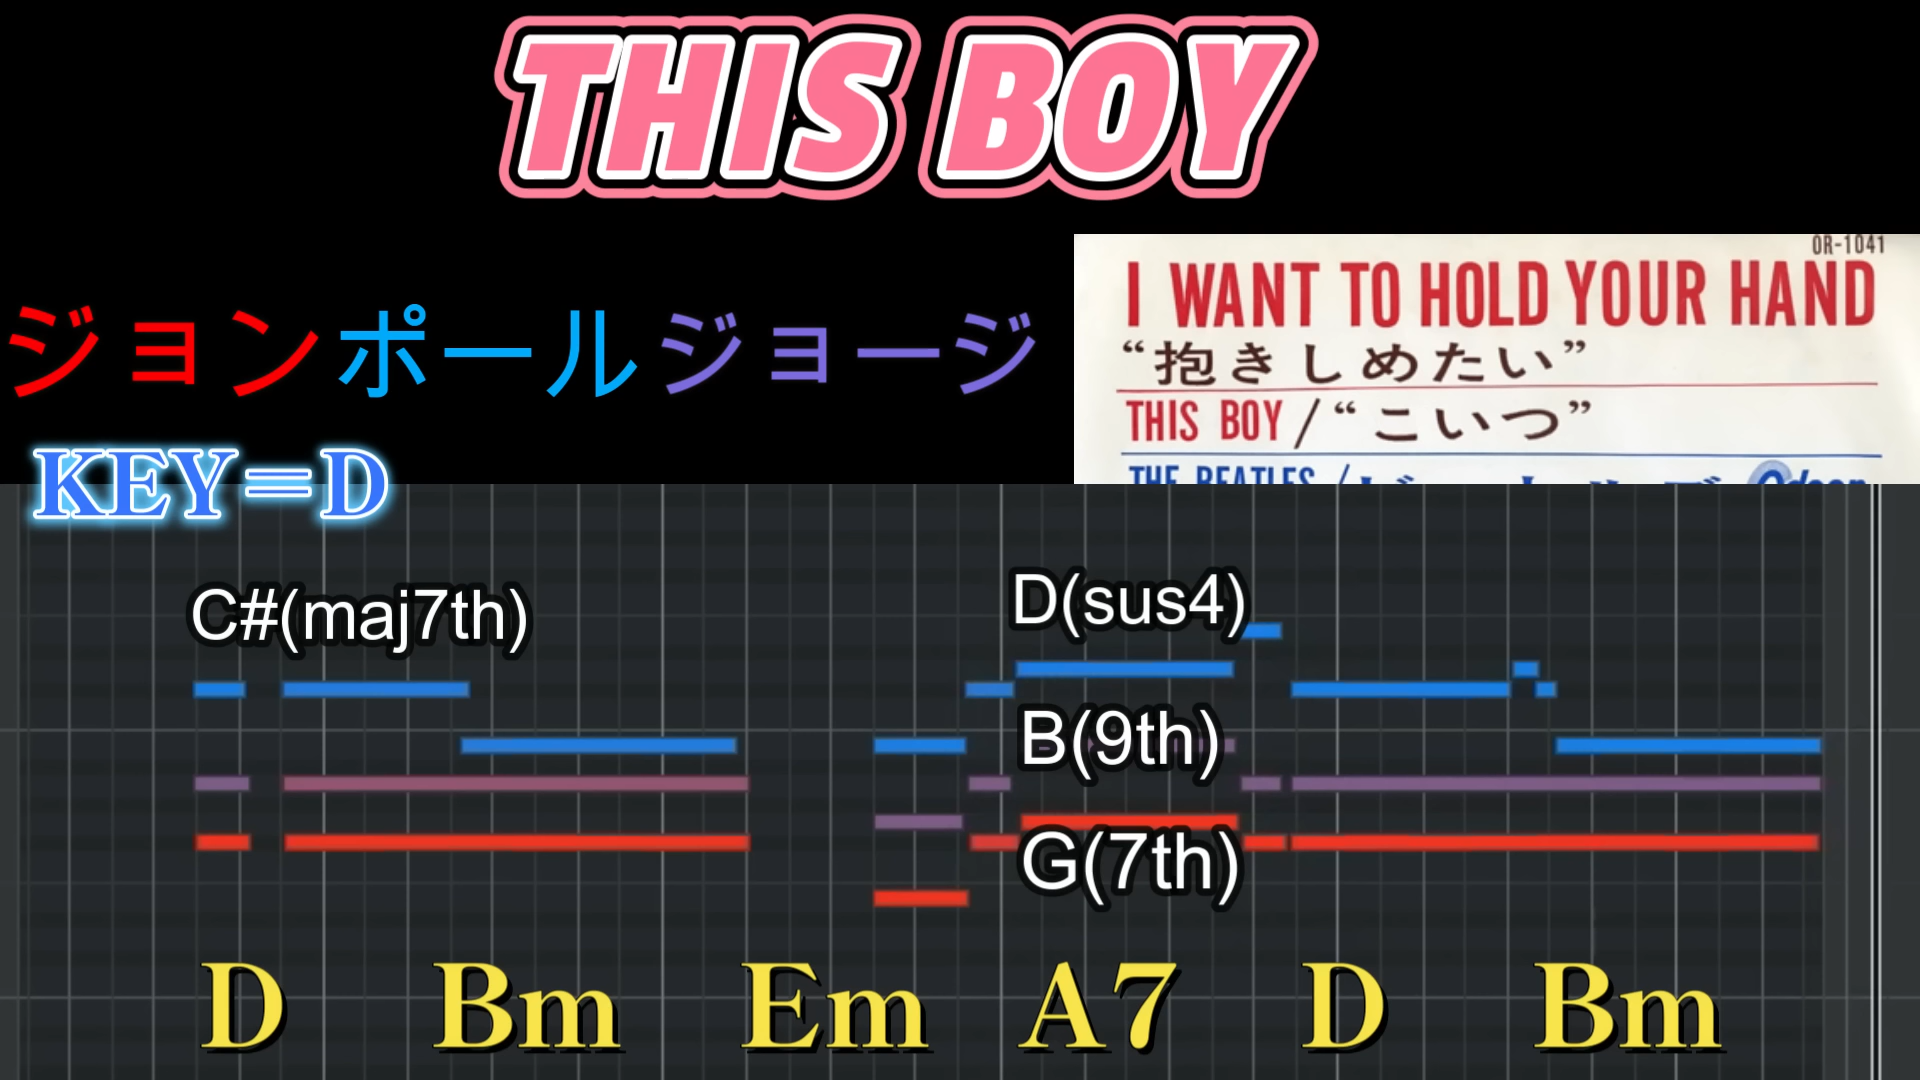 THIS BOY
OR-1041
I WANT TO HOLD YOUR HAND
“抱きしめたい”
THIS BOY/“こいつ”
THE BEATLES/
ジョンポールジョージ
KEY=D
C#(maj7th)
D(sus4)
B(9th)
G(7th)
D Bm Em A7 D Bm